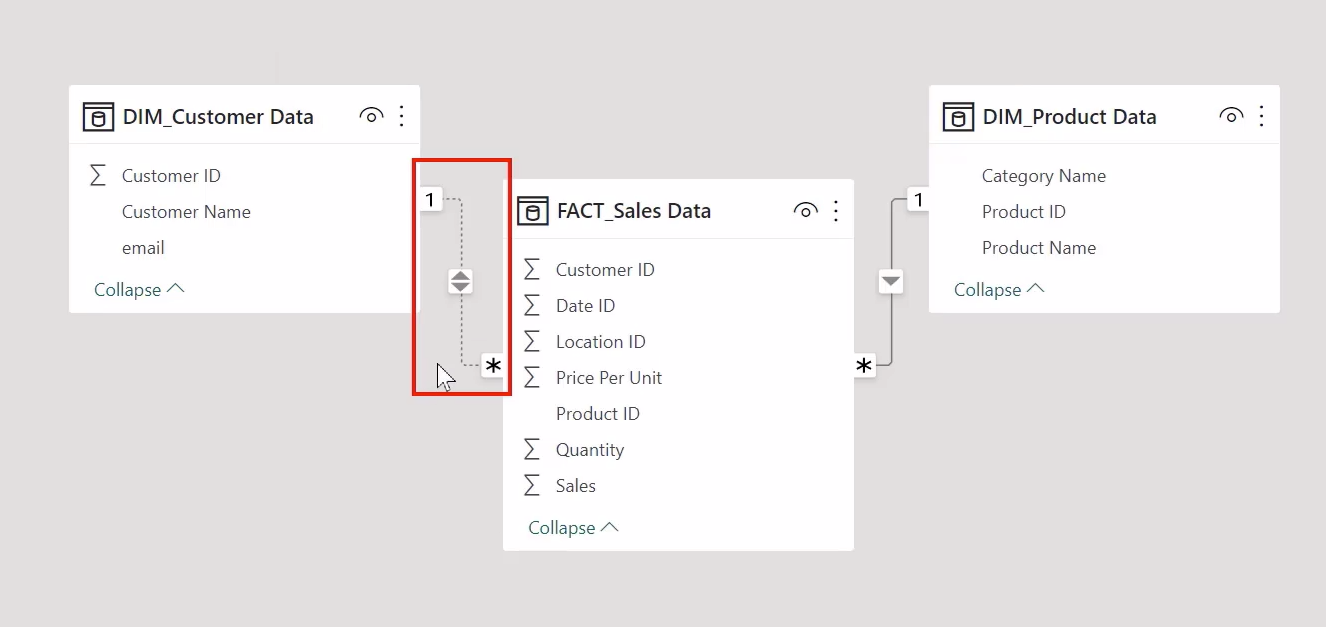 DIM_Customer Data
Σ Customer ID
Customer Name
email
Collapse
1
*
FACT_Sales Data
Σ Customer ID
Σ Date ID
Σ Location ID
Σ Price Per Unit
Product ID
Σ Quantity
Σ Sales
Collapse
*
1
DIM_Product Data
Category Name
Product ID
Product Name
Collapse